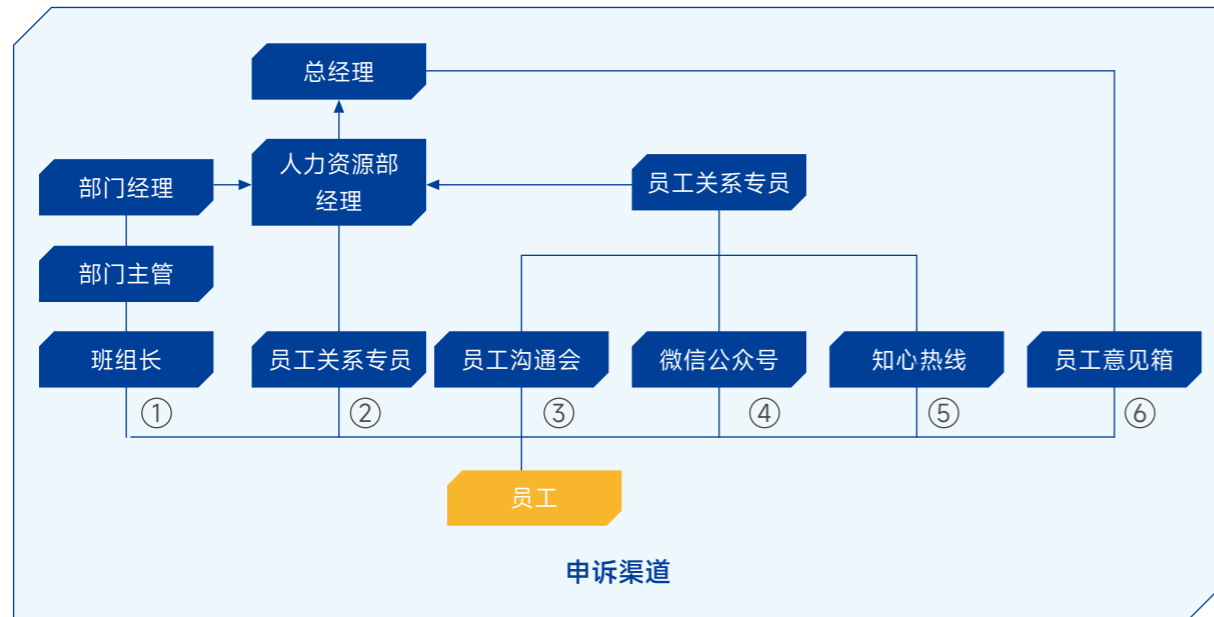 总经理
人力资源部
经理
部门经理
员工关系专员
部门主管
班组长
员工关系专员
员工沟通会
微信公众号
知心热线
员工意见箱
①
②
③
④
⑤
⑥
员工
申诉渠道